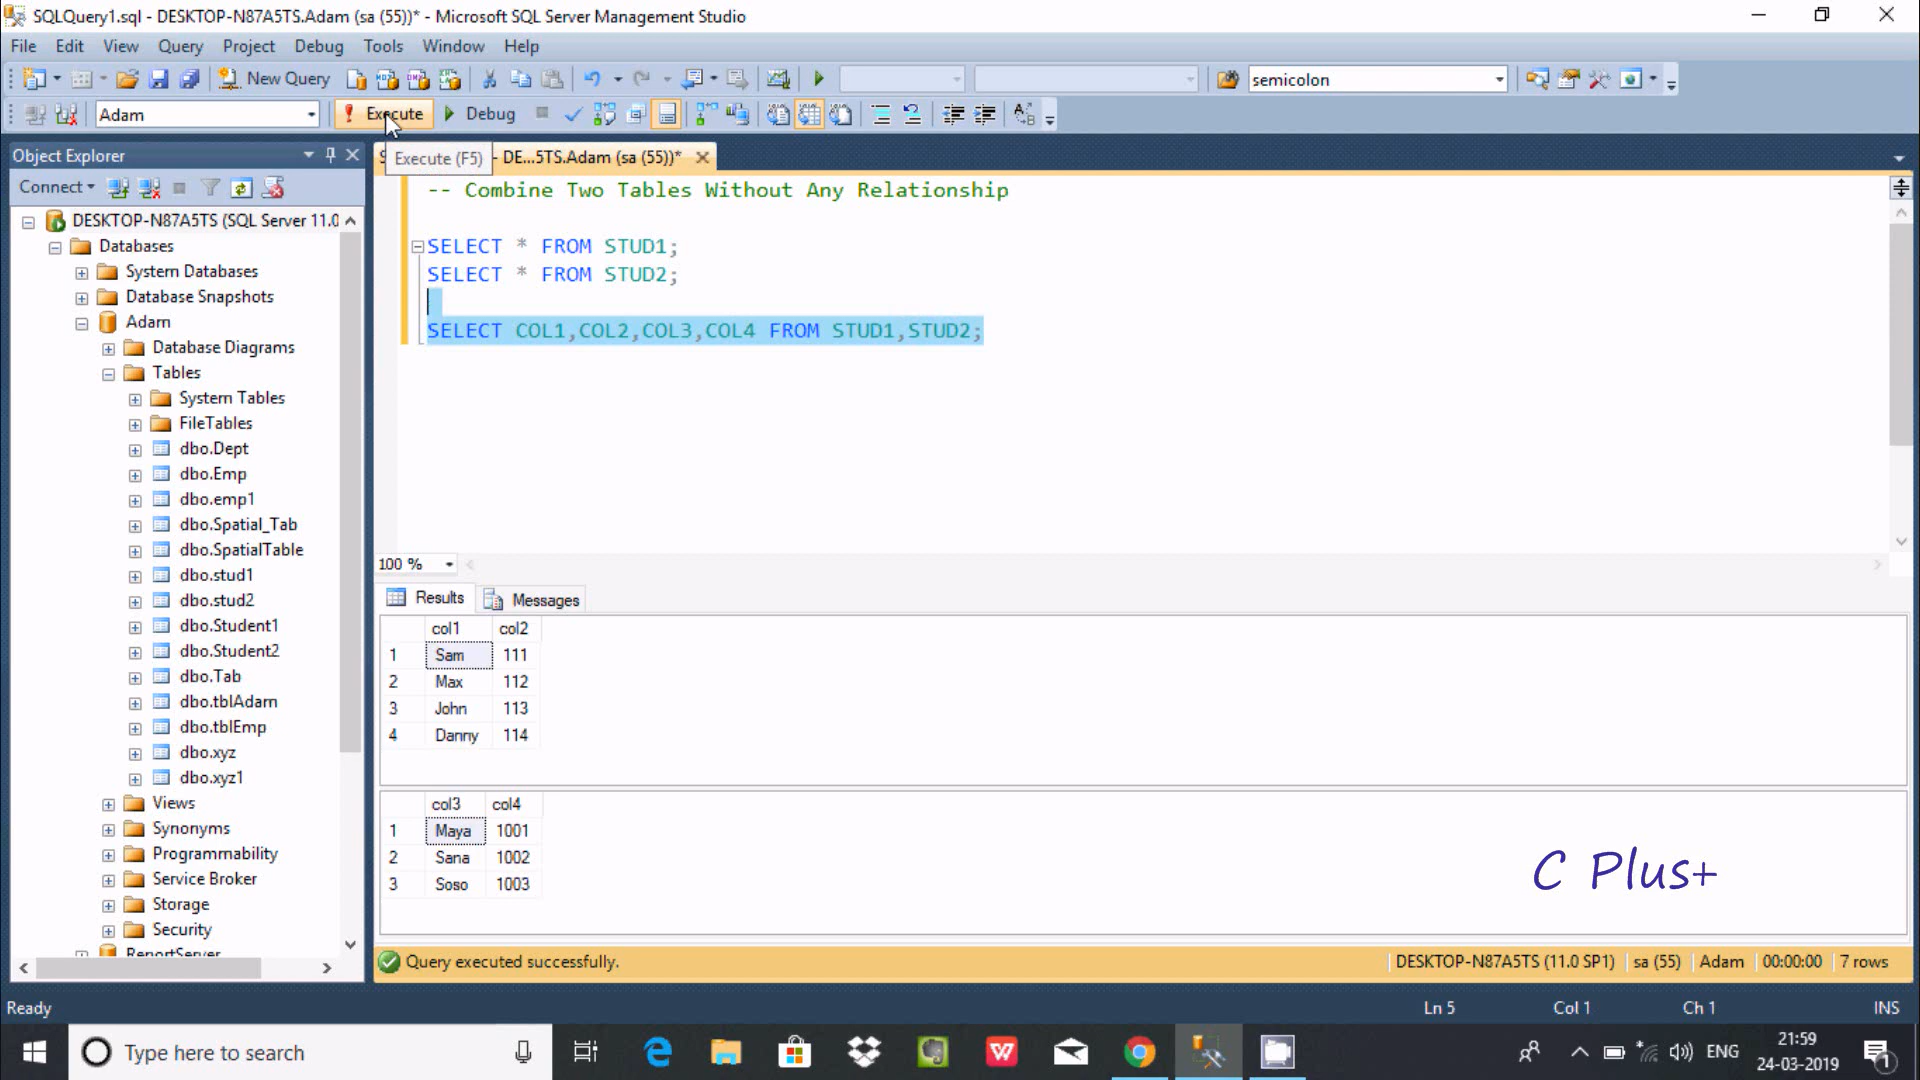 SQLQuery1.sql - DESKTOP-N87A5TS.Adam (sa (55))* - Microsoft SQL Server Management Studio
File Edit View Query Project Debug Tools Window Help
New Query semicolon
Adam Execute Debug
Object Explorer
Execute (F5) - DE...5TS.Adam (sa (55))*
Connect
DESKTOP-N87A5TS (SQL Server 11.0
Databases
System Databases
Database Snapshots
Adam
Database Diagrams
Tables
System Tables
FileTables
dbo.Dept
dbo.Emp
dbo.emp1
dbo.Spatial_Tab
dbo.SpatialTable
dbo.stud1
dbo.stud2
dbo.Student1
dbo.Student2
dbo.Tab
dbo.tblAdam
dbo.tblEmp
dbo.xyz
dbo.xyz1
Views
Synonyms
Programmability
Service Broker
Storage
Security
ReportServer
-- Combine Two Tables Without Any Relationship
SELECT * FROM STUD1;
SELECT * FROM STUD2;
SELECT COL1,COL2,COL3,COL4 FROM STUD1,STUD2;
100 %
Results Messages
col1 col2
1 Sam 111
2 Max 112
3 John 113
4 Danny 114
col3 col4
1 Maya 1001
2 Sana 1002
3 Soso 1003
C Plus+
Query executed successfully. DESKTOP-N87A5TS (11.0 SP1) sa (55) Adam 00:00:00 7 rows
Ready Ln 5 Col 1 Ch 1 INS
Type here to search ENG 21:59
24-03-2019 1